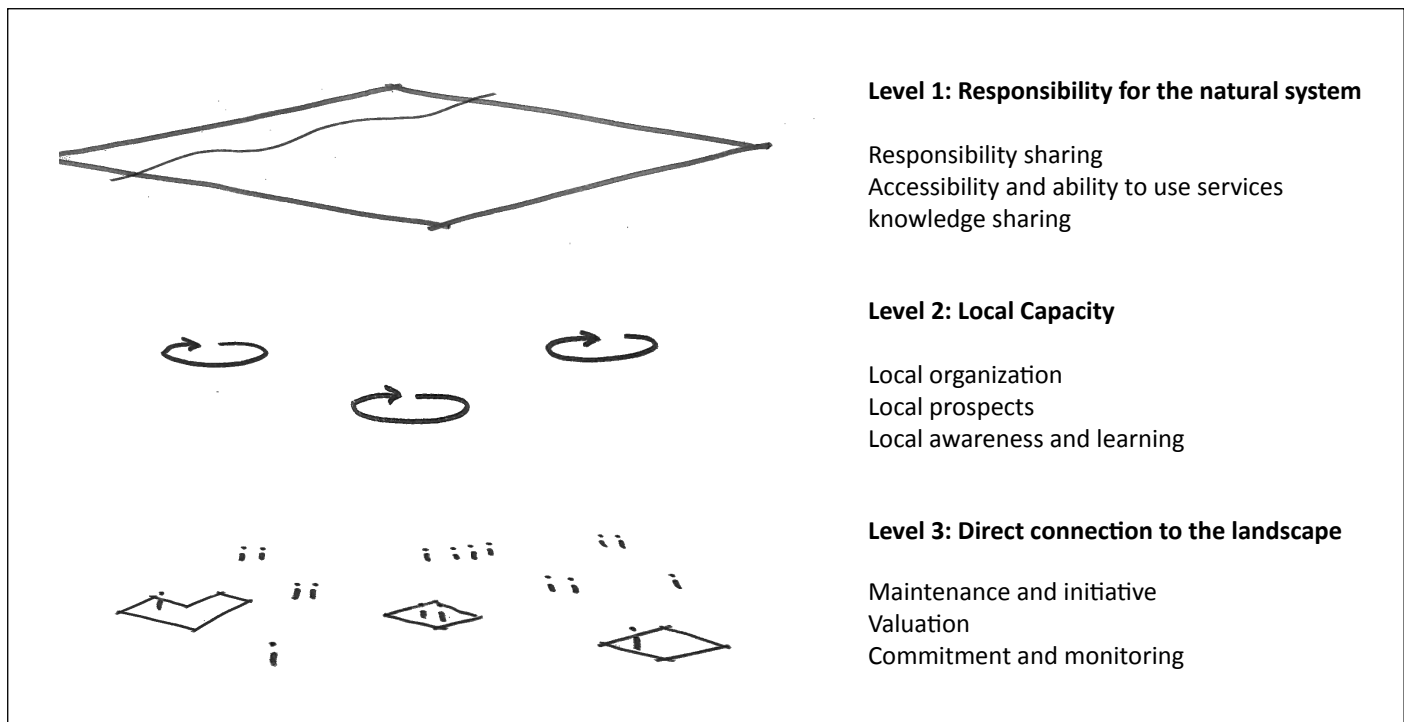 Level 1: Responsibility for the natural system
Responsibility sharing
Accessibility and ability to use services
knowledge sharing
Level 2: Local Capacity
Local organization
Local prospects
Local awareness and learning
Level 3: Direct connection to the landscape
Maintenance and initiative
Valuation
Commitment and monitoring